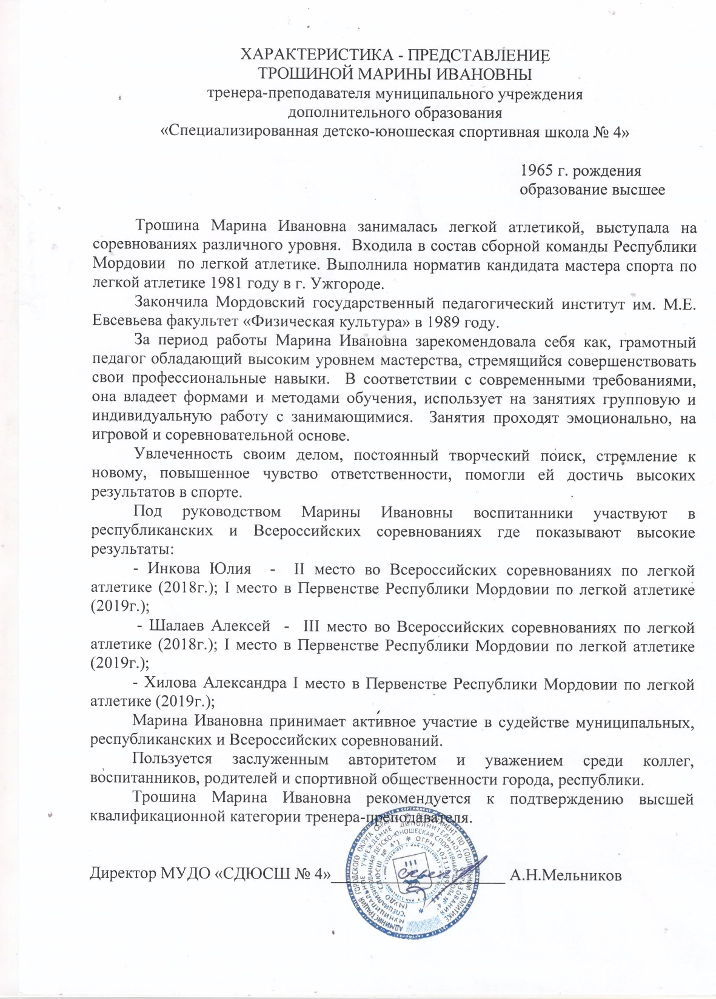 ХАРАКТЕРИСТИКА - ПРЕДСТАВЛЕНИЕ
ТРОШИНОЙ МАРИНЫ ИВАНОВНЫ
тренера-преподавателя муниципального учреждения
дополнительного образования
«Специализированная детско-юношеская спортивная школа № 4»
1965 г. рождения
образование высшее
Трошина Марина Ивановна занималась легкой атлетикой, выступала на
соревнованиях различного уровня. Входила в состав сборной команды Республики
Мордовии по легкой атлетике. Выполнила норматив кандидата мастера спорта по
легкой атлетике 1981 году в г. Ужгороде.
Закончила Мордовский государственный педагогический институт им. М.Е.
Евсевьева факультет «Физическая культура» в 1989 году.
За период работы Марина Ивановна зарекомендовала себя как, грамотный
педагог обладающий высоким уровнем мастерства, стремящийся совершенствовать
свои профессиональные навыки. В соответствии с современными требованиями,
она владеет формами и методами обучения, использует на занятиях групповую и
индивидуальную работу с занимающимися. Занятия проходят эмоционально, на
игровой и соревновательной основе.
Увлеченность своим делом, постоянный творческий поиск, стремление к
новому, повышенное чувство ответственности, помогли ей достичь высоких
результатов в спорте.
Под руководством Марины Ивановны воспитанники участвуют в
республиканских и Всероссийских соревнованиях где показывают высокие
результаты:
- Инкова Юлия - II место во Всероссийских соревнованиях по легкой
атлетике (2018г.); I место в Первенстве Республики Мордовии по легкой атлетике
(2019г.);
- Шалаев Алексей - III место во Всероссийских соревнованиях по легкой
атлетике (2018г.); I место в Первенстве Республики Мордовии по легкой атлетике
(2019г.);
- Хилова Александра I место в Первенстве Республики Мордовии по легкой
атлетике (2019г.);
Марина Ивановна принимает активное участие в судействе муниципальных,
республиканских и Всероссийских соревнований.
Пользуется заслуженным авторитетом и уважением среди коллег,
воспитанников, родителей и спортивной общественности города, республики.
Трошина Марина Ивановна рекомендуется к подтверждению высшей
квалификационной категории тренера-преподавателя.
Директор МУДО «СДЮСШ № 4»____________________ А.Н.Мельников